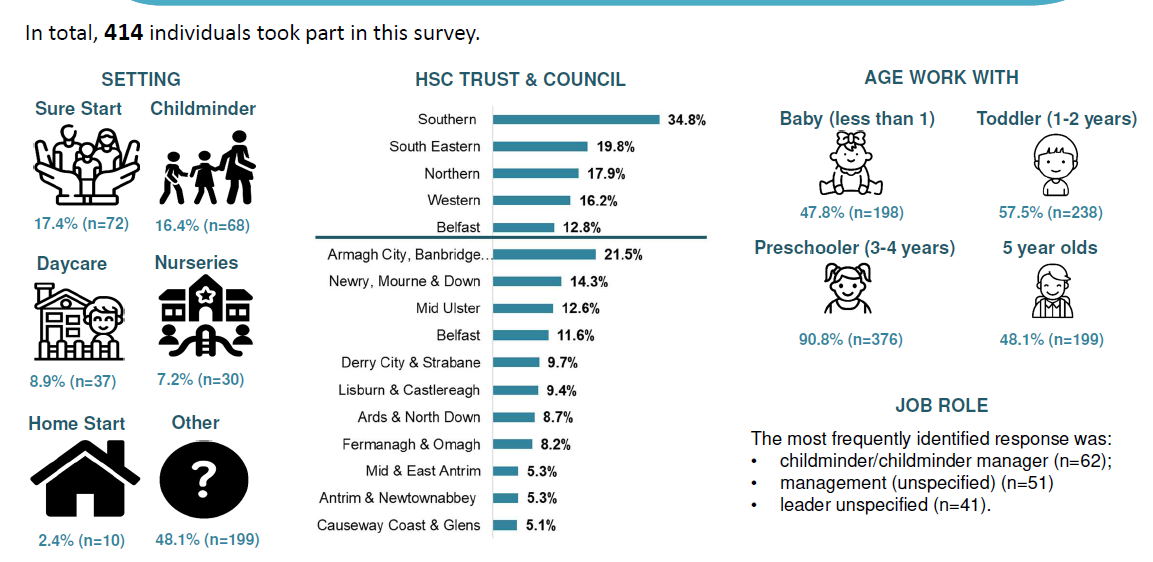 In total, 414 individuals took part in this survey.
SETTING
Sure Start
Childminder
17.4% (n=72)
16.4% (n=68)
Daycare
Nurseries
8.9% (n=37)
7.2% (n=30)
Home Start
Other
?
2.4% (n=10)
48.1% (n=199)
HSC TRUST & COUNCIL
Southern 34.8%
South Eastern 19.8%
Northern 17.9%
Western 16.2%
Belfast 12.8%
Armagh City, Banbridge... 21.5%
Newry, Mourne & Down 14.3%
Mid Ulster 12.6%
Belfast 11.6%
Derry City & Strabane 9.7%
Lisburn & Castlereagh 9.4%
Ards & North Down 8.7%
Fermanagh & Omagh 8.2%
Mid & East Antrim 5.3%
Antrim & Newtownabbey 5.3%
Causeway Coast & Glens 5.1%
AGE WORK WITH
Baby (less than 1)
Toddler (1-2 years)
47.8% (n=198)
57.5% (n=238)
Preschooler (3-4 years)
5 year olds
90.8% (n=376)
48.1% (n=199)
JOB ROLE
The most frequently identified response was:
• childminder/childminder manager (n=62);
• management (unspecified) (n=51)
• leader unspecified (n=41).